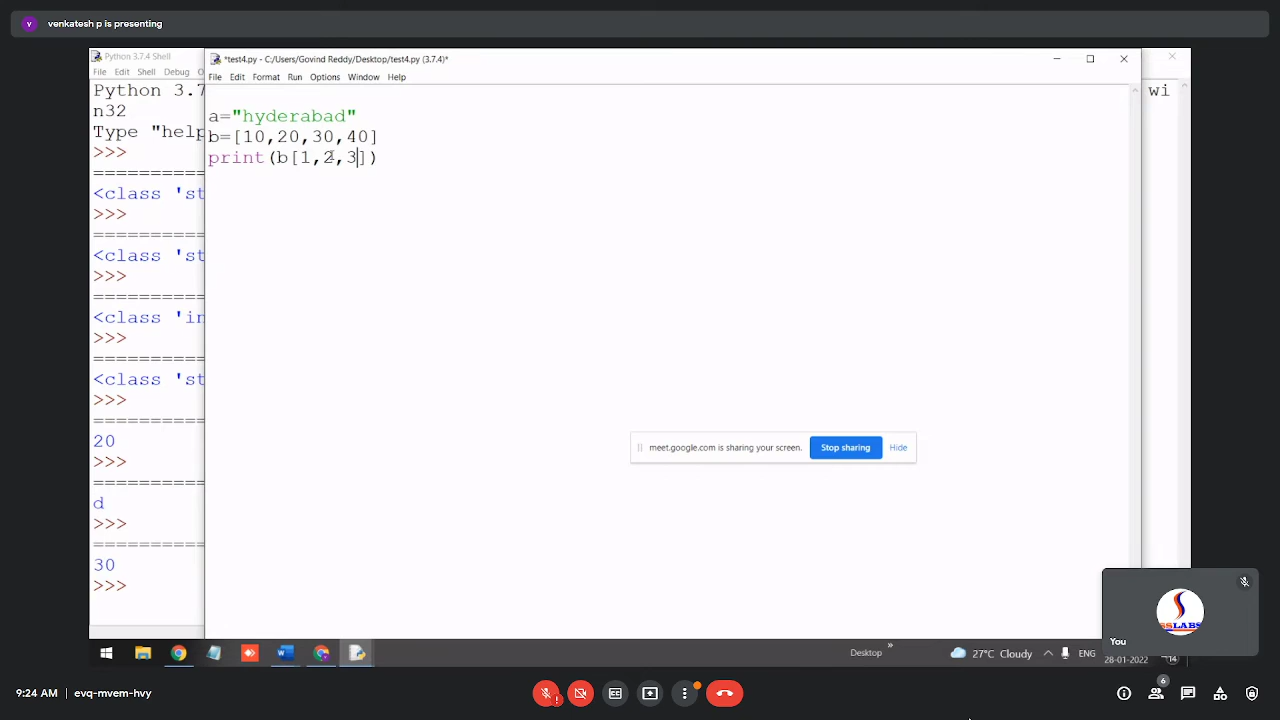 v venkatesh p is presenting
Python 3.7.4 Shell
File Edit Shell Debug O
Python 3.7
n32
Type "help
>>>
====================
<class 'st
>>>
====================
<class 'st
>>>
====================
<class 'in
>>>
====================
<class 'st
>>>
====================
20
>>>
====================
d
>>>
====================
30
>>>
*test4.py - C:/Users/Govind Reddy/Desktop/test4.py (3.7.4)*
File Edit Format Run Options Window Help
a="hyderabad"
b=[10,20,30,40]
print(b[1,2,3])
wi
meet.google.com is sharing your screen. Stop sharing Hide
SSLABS
You
Desktop » 27°C Cloudy ENG
28-01-2022
9:24 AM evq-mvem-hvy
6